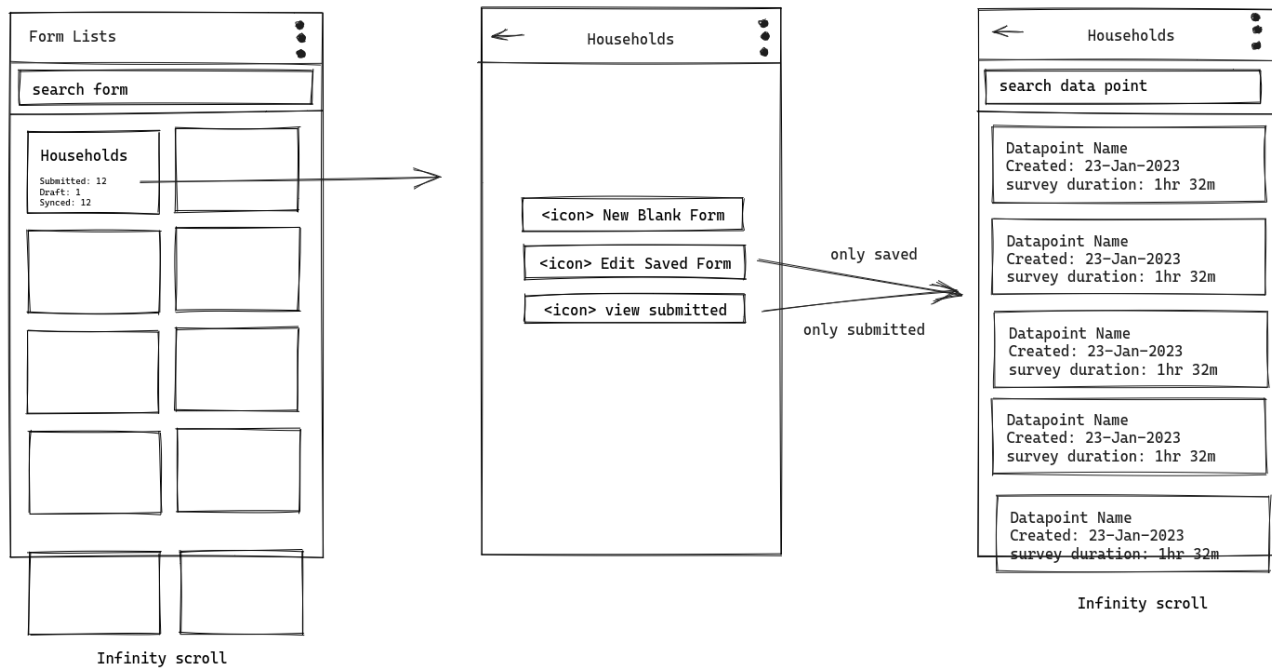 Form Lists
search form
Households
Submitted: 12
Draft: 1
Synced: 12
Infinity scroll
Households
<icon> New Blank Form
<icon> Edit Saved Form
<icon> view submitted
only saved
only submitted
Households
search data point
Datapoint Name
Created: 23-Jan-2023
survey duration: 1hr 32m
Datapoint Name
Created: 23-Jan-2023
survey duration: 1hr 32m
Datapoint Name
Created: 23-Jan-2023
survey duration: 1hr 32m
Datapoint Name
Created: 23-Jan-2023
survey duration: 1hr 32m
Datapoint Name
Created: 23-Jan-2023
survey duration: 1hr 32m
Infinity scroll